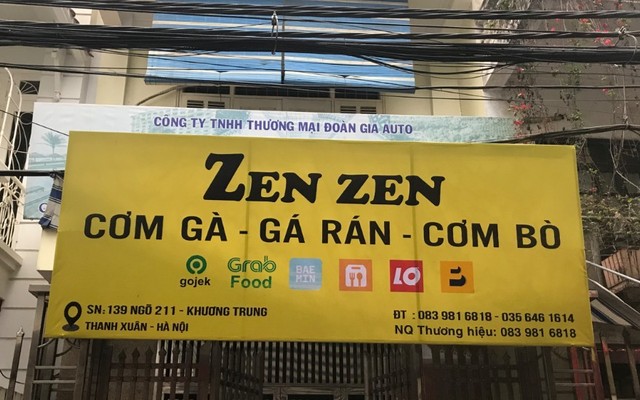 CÔNG TY TNHH THƯƠNG MẠI ĐOÀN GIA AUTO
ZEN ZEN
CƠM GÀ - GÁ RÁN - CƠM BÒ
gojek
Grab
Food
BAE
MIN
LO
SN: 139 NGÕ 211 - KHƯƠNG TRUNG
THANH XUÂN - HÀ NỘI
ĐT : 083 981 6818 - 035 646 1614
NQ Thương hiệu: 083 981 6818